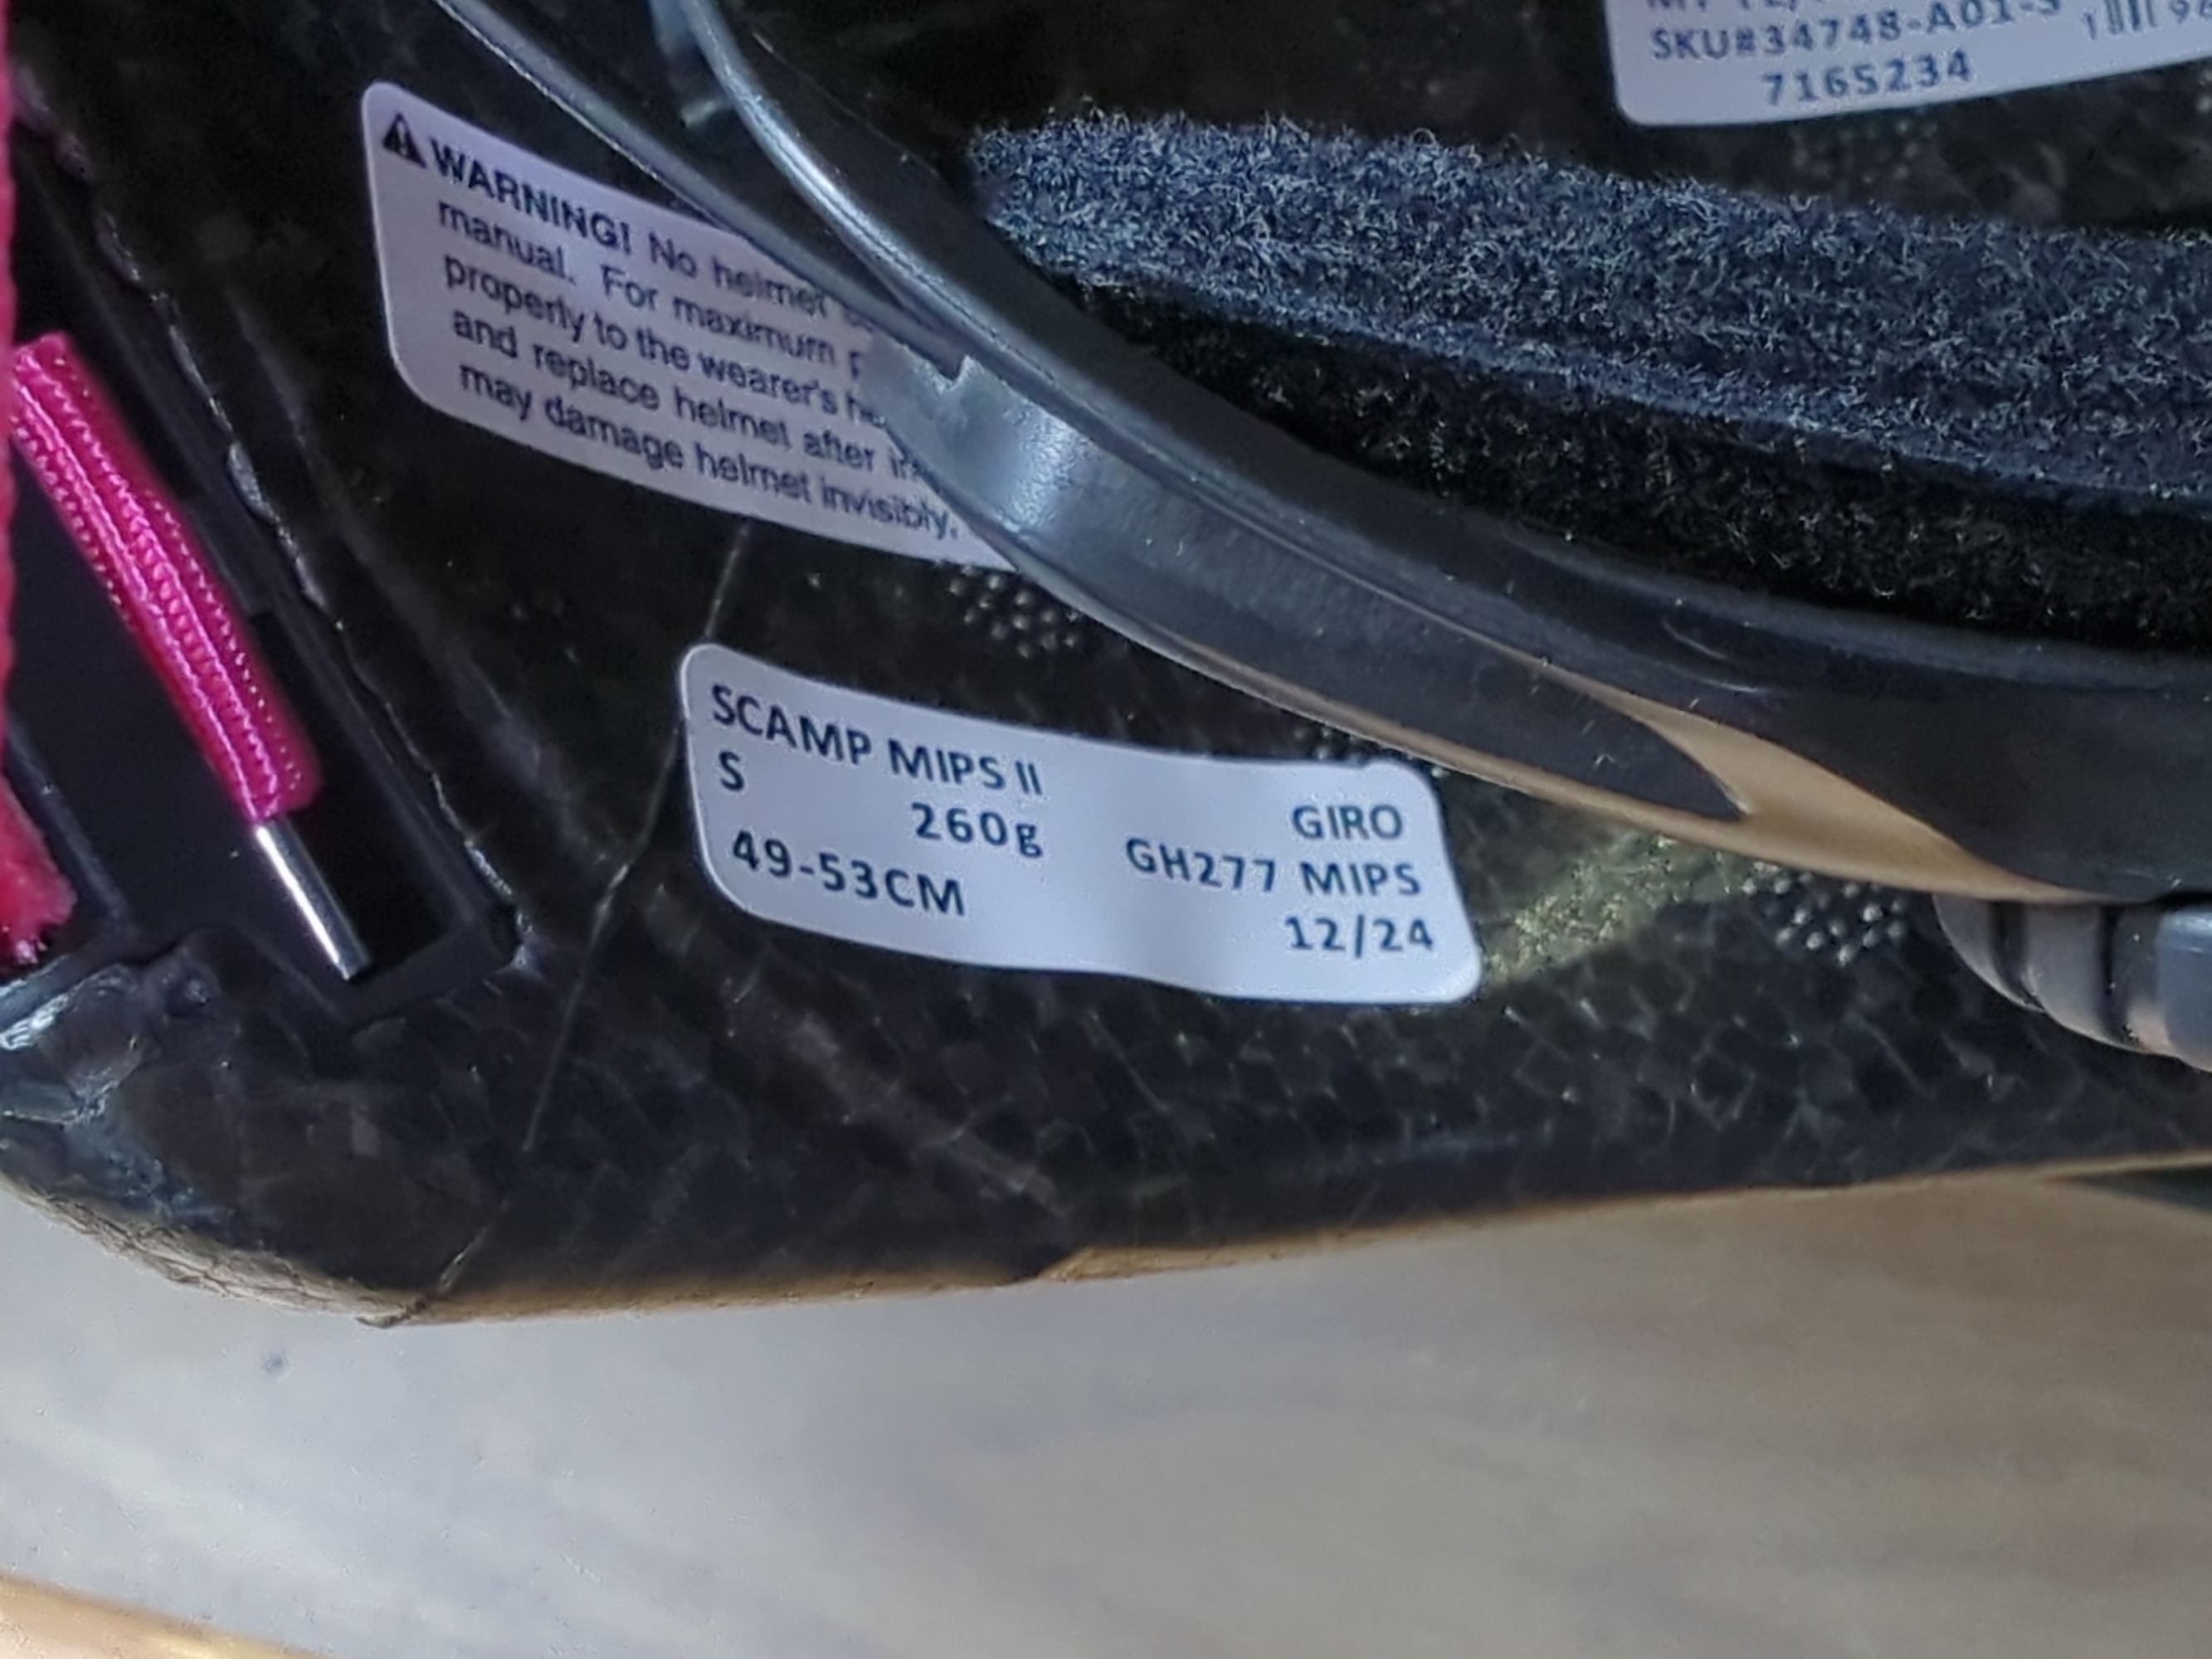 SKU#34748-A01-S
7165234
WARNING! No helmet
manual. For maximum
properly to the wearer's
and replace helmet after
may damage helmet invisibly.
SCAMP MIPS II
S
260g
49-53CM
GIRO
GH277 MIPS
12/24